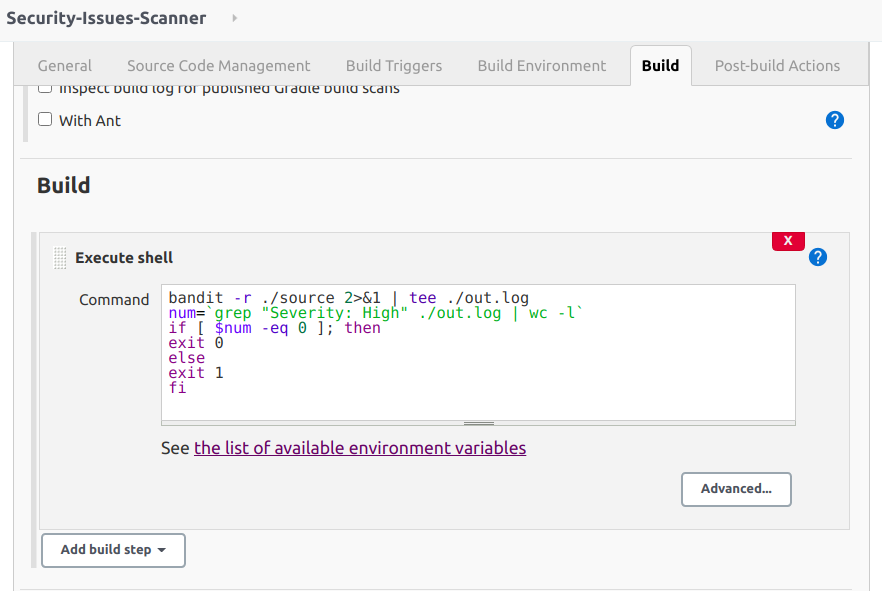 Security-Issues-Scanner
General Source Code Management Build Triggers Build Environment Build Post-build Actions
Inspect build log for published Gradle build scans
With Ant
?
Build
X
Execute shell
?
Command
bandit -r ./source 2>&1 | tee ./out.log
num=`grep "Severity: High" ./out.log | wc -l`
if [ $num -eq 0 ]; then
exit 0
else
exit 1
fi
See the list of available environment variables
Advanced...
Add build step